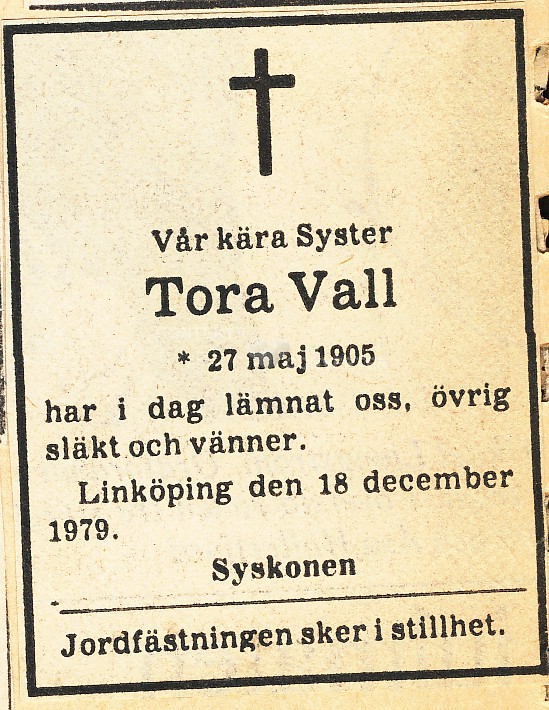 Vår kära Syster
Tora Vall
* 27 maj 1905
har i dag lämnat oss, övrig
släkt och vänner.
Linköping den 18 december
1979.
Syskonen
Jordfästningen sker i stillhet.